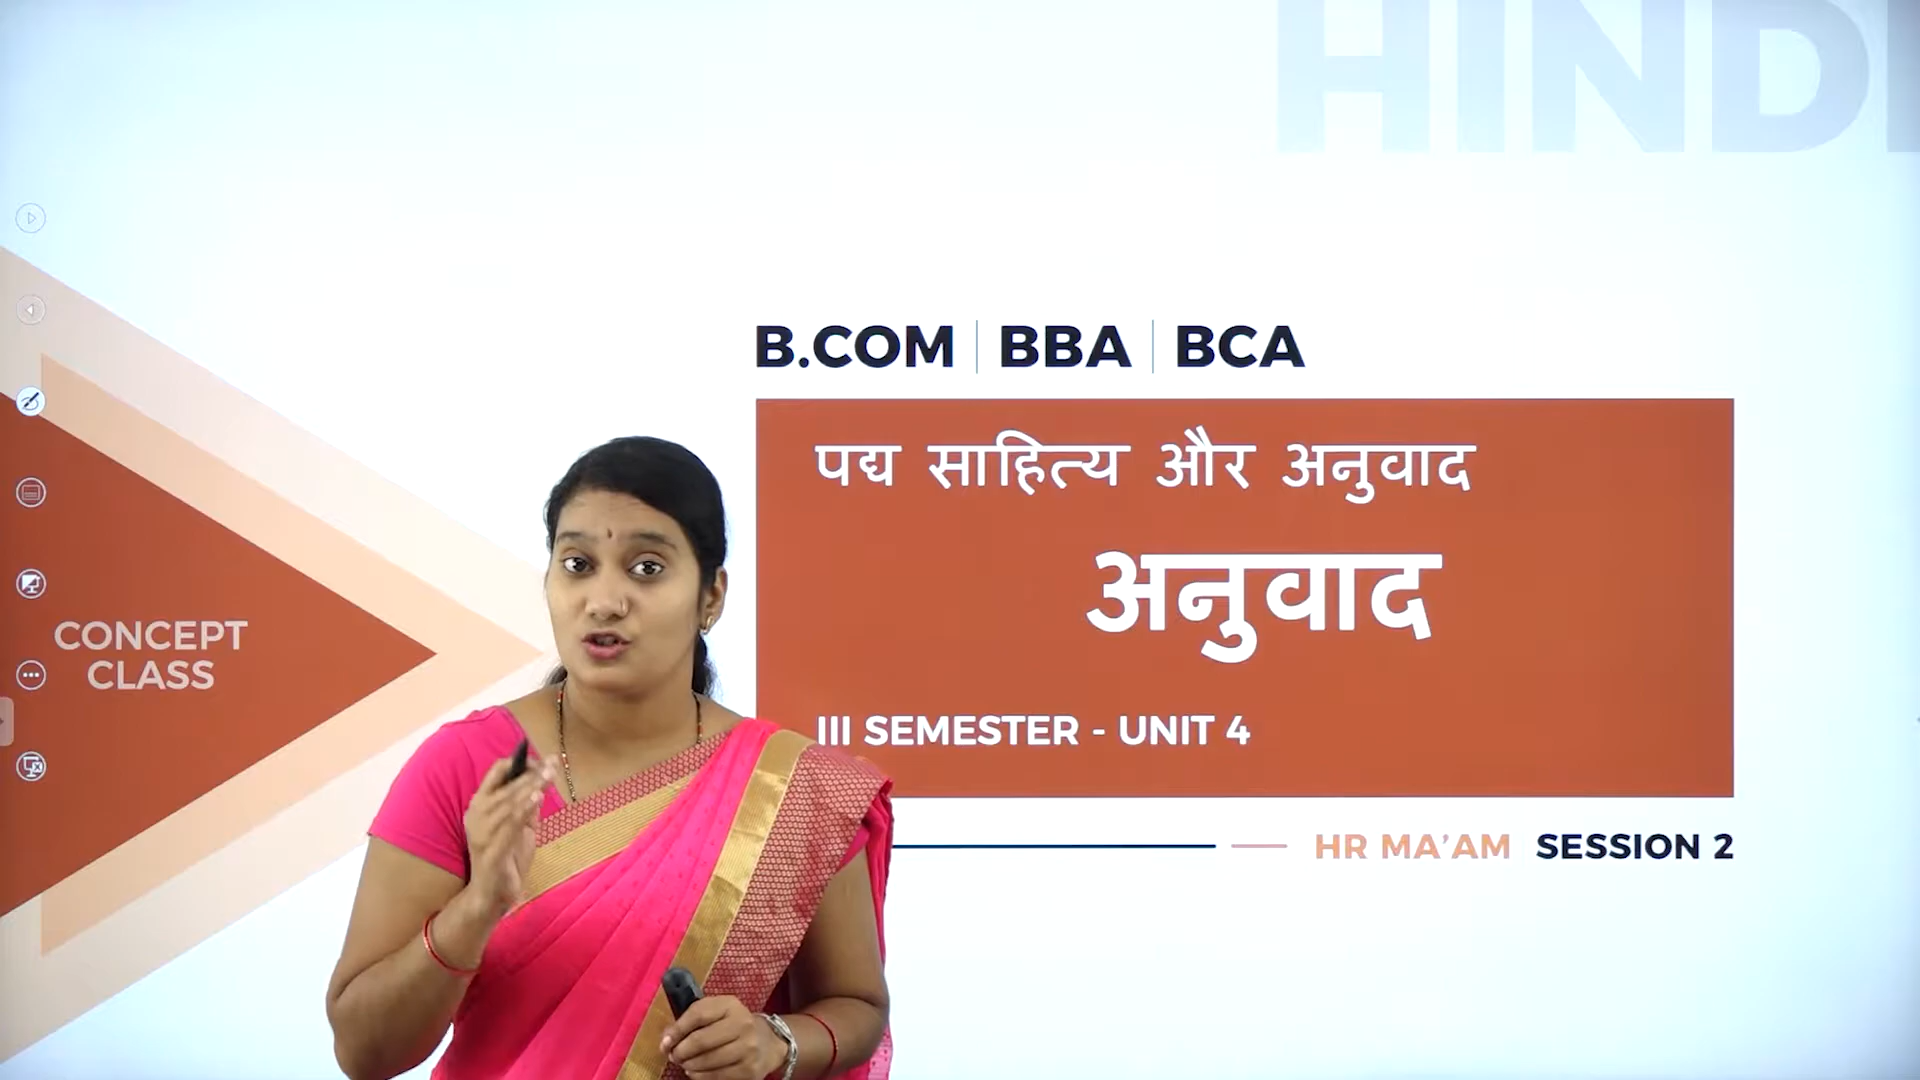 HINDI
B.COM | BBA | BCA
पद्य साहित्य और अनुवाद
अनुवाद
III SEMESTER - UNIT 4
CONCEPT
CLASS
HR MA’AM SESSION 2